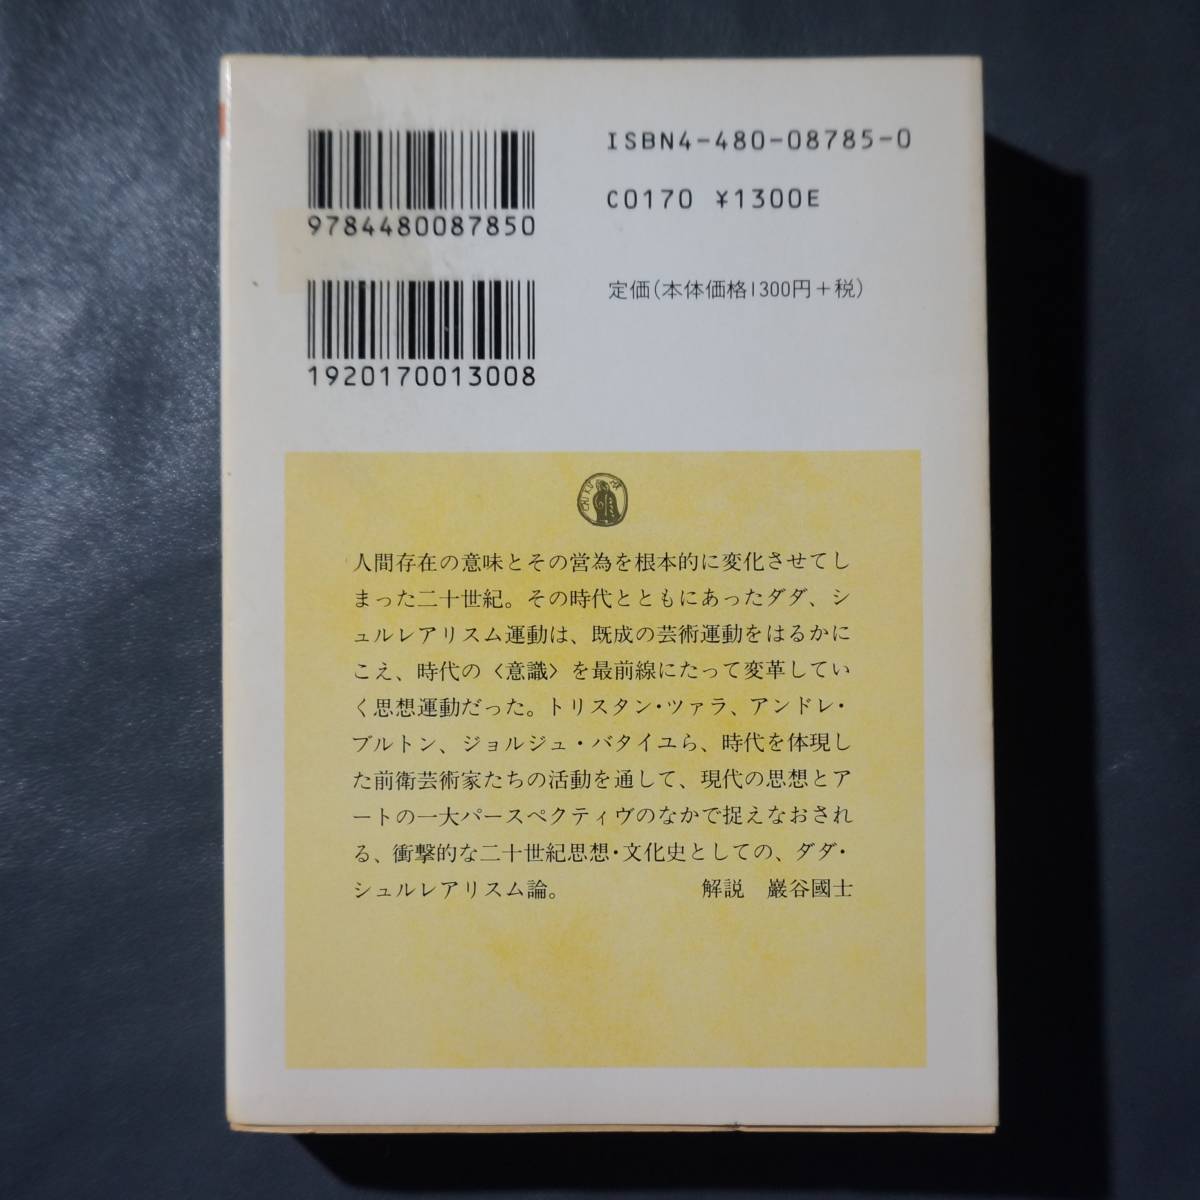 ISBN4-480-08785-0
9784480087850
C0170 ¥1300E
定価(本体価格1300円+税)
1920170013008
人間存在の意味とその営為を根本的に変化させてし
まった二十世紀。その時代とともにあったダダ、シ
ュルレアリスム運動は、既成の芸術運動をはるかに
こえ、時代の〈意識〉を最前線にたって変革してい
く思想運動だった。トリスタン・ツァラ、アンドレ・
ブルトン、ジョルジュ・バタイユら、時代を体現し
た前衛芸術家たちの活動を通して、現代の思想とア
ートの一大パースペクティヴのなかで捉えなおされ
る、衝撃的な二十世紀思想・文化史としての、ダダ・
シュルレアリスム論。 解説 巖谷國士